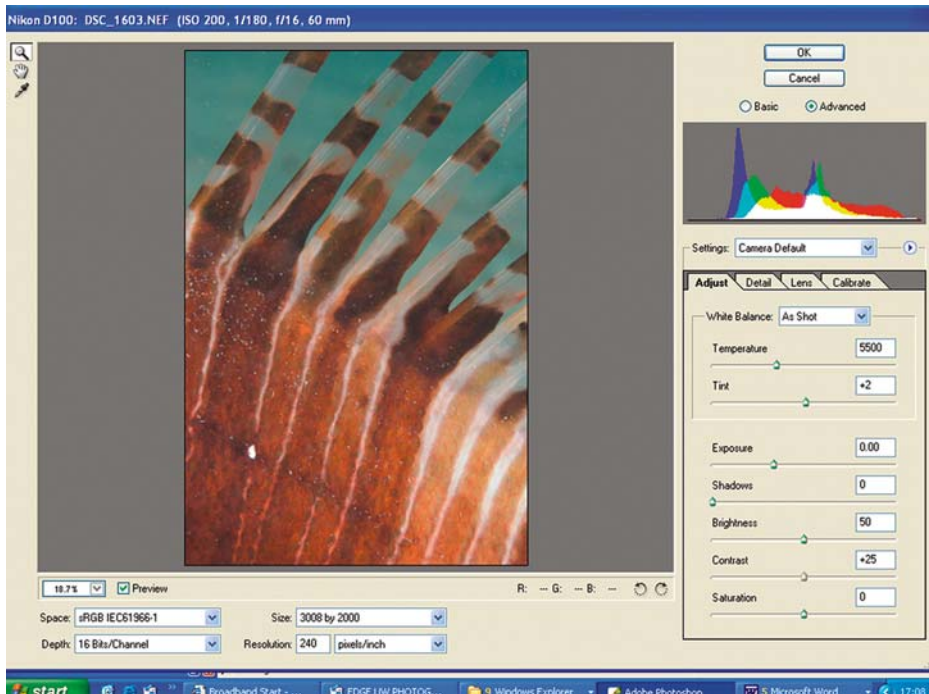 Nikon D100: DSC_1603.NEF (ISO 200, 1/180, f/16, 60 mm)
OK
Cancel
Basic Advanced
Settings: Camera Default
Adjust Detail Lens Calibrate
White Balance: As Shot
Temperature 5500
Tint +2
Exposure 0.00
Shadows 0
Brightness 50
Contrast +25
Saturation 0
18.7% Preview R: -- G: -- B: --
Space: sRGB IEC61966-1 Size: 3008 by 2000
Depth: 16 Bits/Channel Resolution: 240 pixels/inch
start Broadband Start - ... EDGE UW PHOTOG... 9 Windows Explorer Adobe Photoshop 5 Microsoft Word 17:08